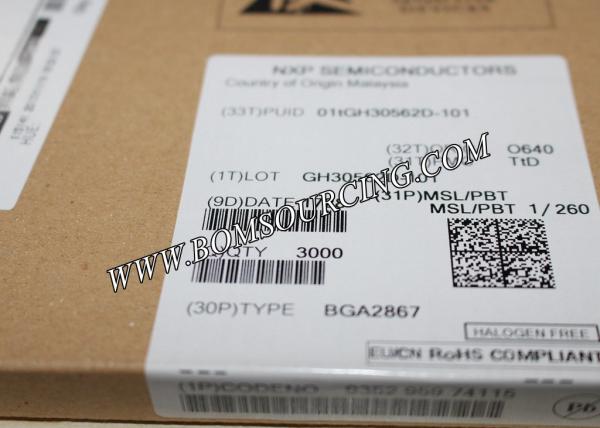 NXP SEMICONDUCTORS
Country of Origin Malaysia
(33T)PUID 01tGH30562D-101
(32T) O640
(31T) TtD
(1T)LOT
(9D)DATE (31P)MSL/PBT
MSL/PBT 1/260
QTY 3000
(30P)TYPE BGA2867
HALOGEN FREE
EU/CN RoHS COMPLIANT
(1P)CODENO 9352 959 74115
WWW.BOMSOURCING.COM